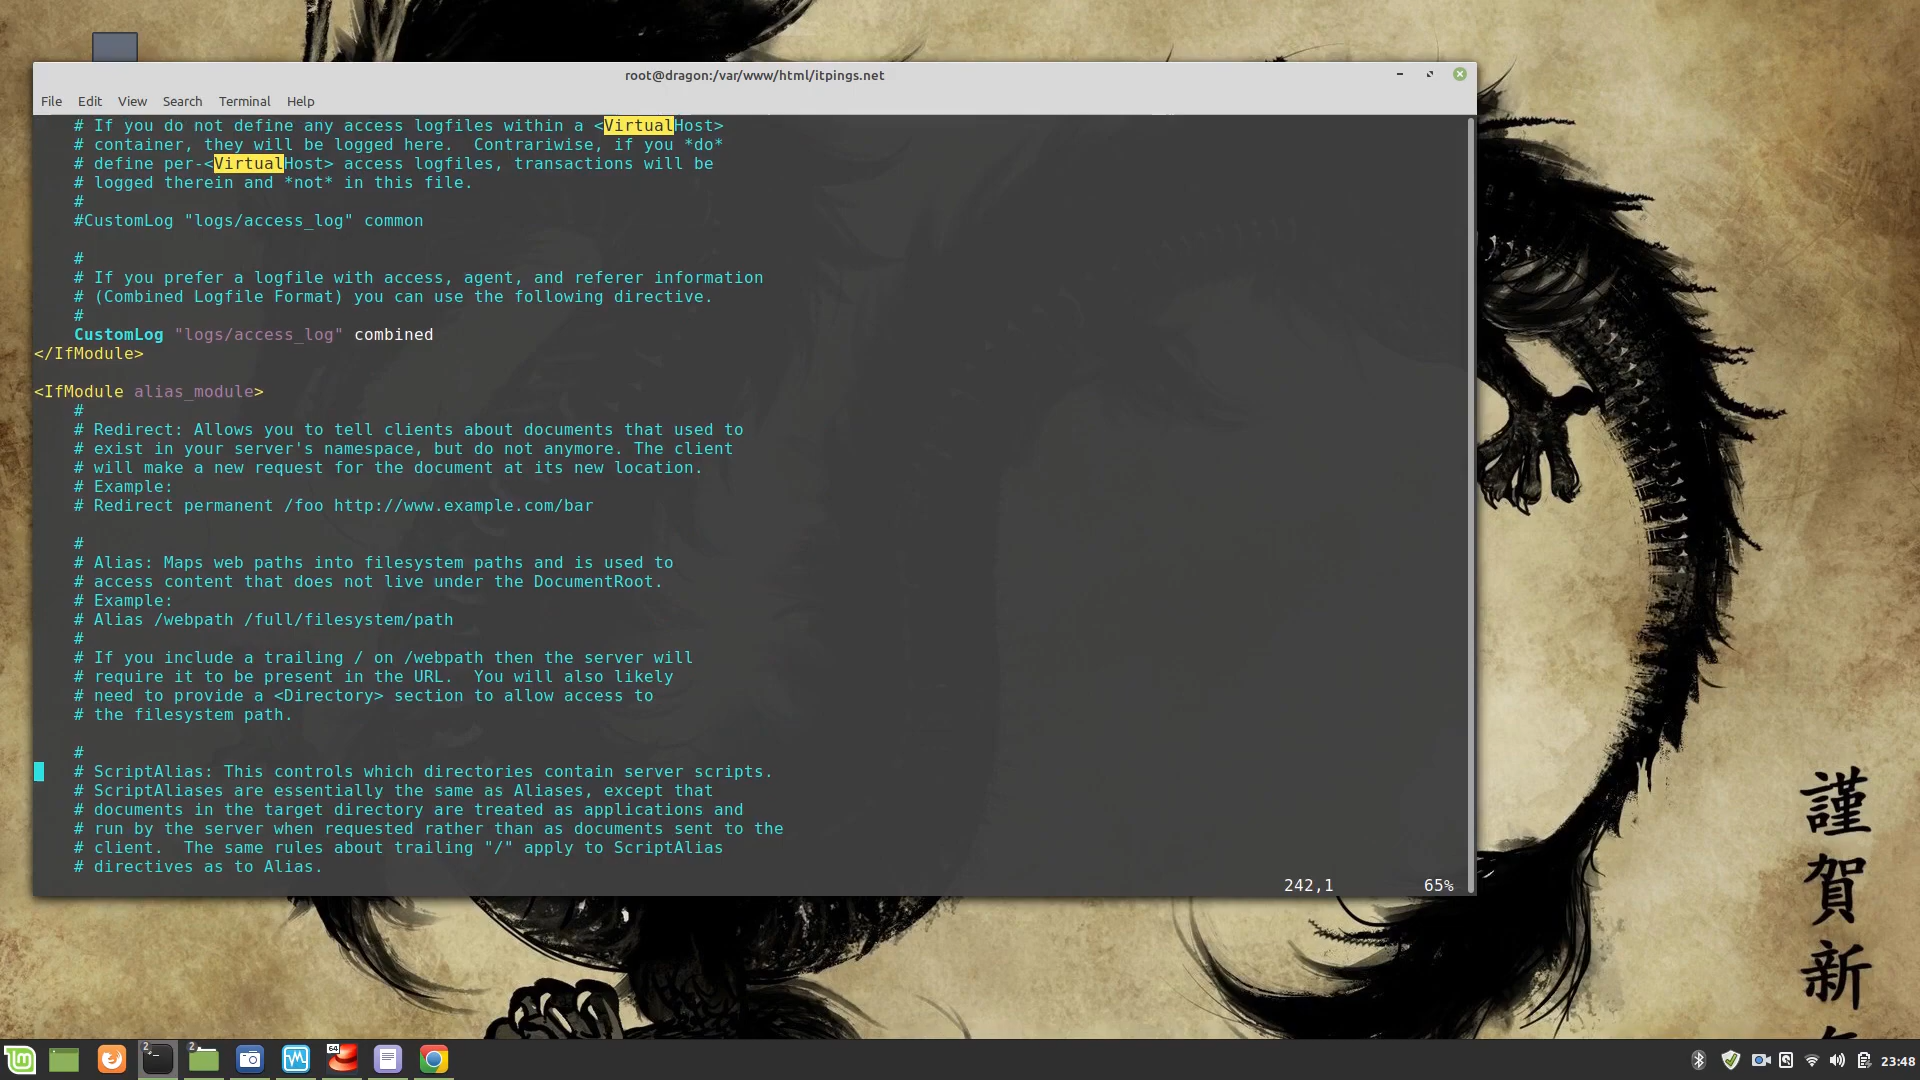 root@dragon:/var/www/html/itpings.net
File Edit View Search Terminal Help
# If you do not define any access logfiles within a <VirtualHost>
# container, they will be logged here.  Contrariwise, if you *do*
# define per-<VirtualHost> access logfiles, transactions will be
# logged therein and *not* in this file.
#
#CustomLog "logs/access_log" common
#
# If you prefer a logfile with access, agent, and referer information
# (Combined Logfile Format) you can use the following directive.
#
CustomLog "logs/access_log" combined
</IfModule>
<IfModule alias_module>
#
# Redirect: Allows you to tell clients about documents that used to
# exist in your server's namespace, but do not anymore. The client
# will make a new request for the document at its new location.
# Example:
# Redirect permanent /foo http://www.example.com/bar
#
# Alias: Maps web paths into filesystem paths and is used to
# access content that does not live under the DocumentRoot.
# Example:
# Alias /webpath /full/filesystem/path
#
# If you include a trailing / on /webpath then the server will
# require it to be present in the URL.  You will also likely
# need to provide a <Directory> section to allow access to
# the filesystem path.
#
# ScriptAlias: This controls which directories contain server scripts.
# ScriptAliases are essentially the same as Aliases, except that
# documents in the target directory are treated as applications and
# run by the server when requested rather than as documents sent to the
# client.  The same rules about trailing "/" apply to ScriptAlias
# directives as to Alias.
242,1 65%
謹賀新
2
2
64
23:48